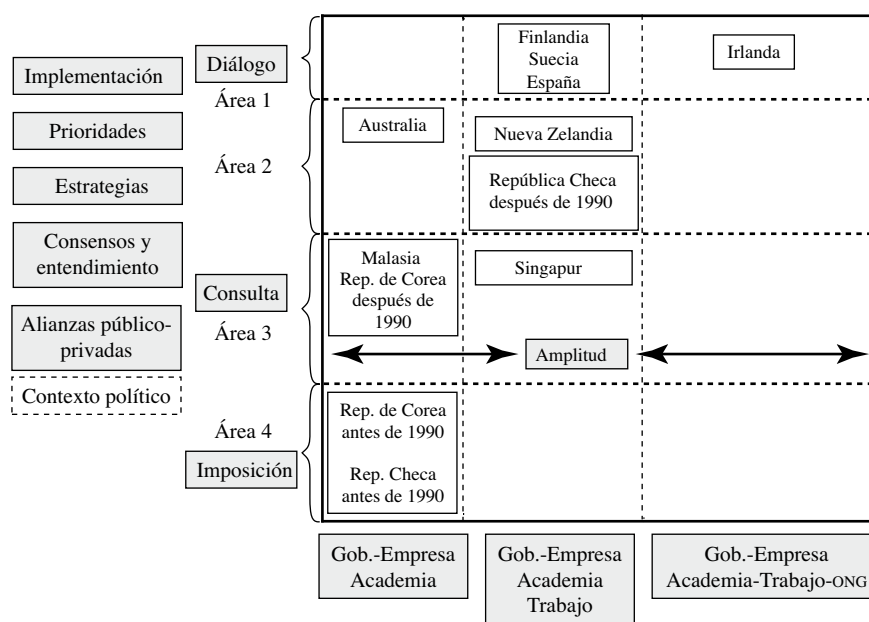 Implementación
Prioridades
Estrategias
Consensos y
entendimiento
Alianzas público-
privadas
Contexto político
Diálogo
Área 1
Área 2
Consulta
Área 3
Área 4
Imposición
Finlandia
Suecia
España
Irlanda
Australia
Nueva Zelandia
República Checa
después de 1990
Malasia
Rep. de Corea
después de
1990
Singapur
Amplitud
Rep. de Corea
antes de 1990
Rep. Checa
antes de 1990
Gob.-Empresa
Academia
Gob.-Empresa
Academia
Trabajo
Gob.-Empresa
Academia-Trabajo-ONG